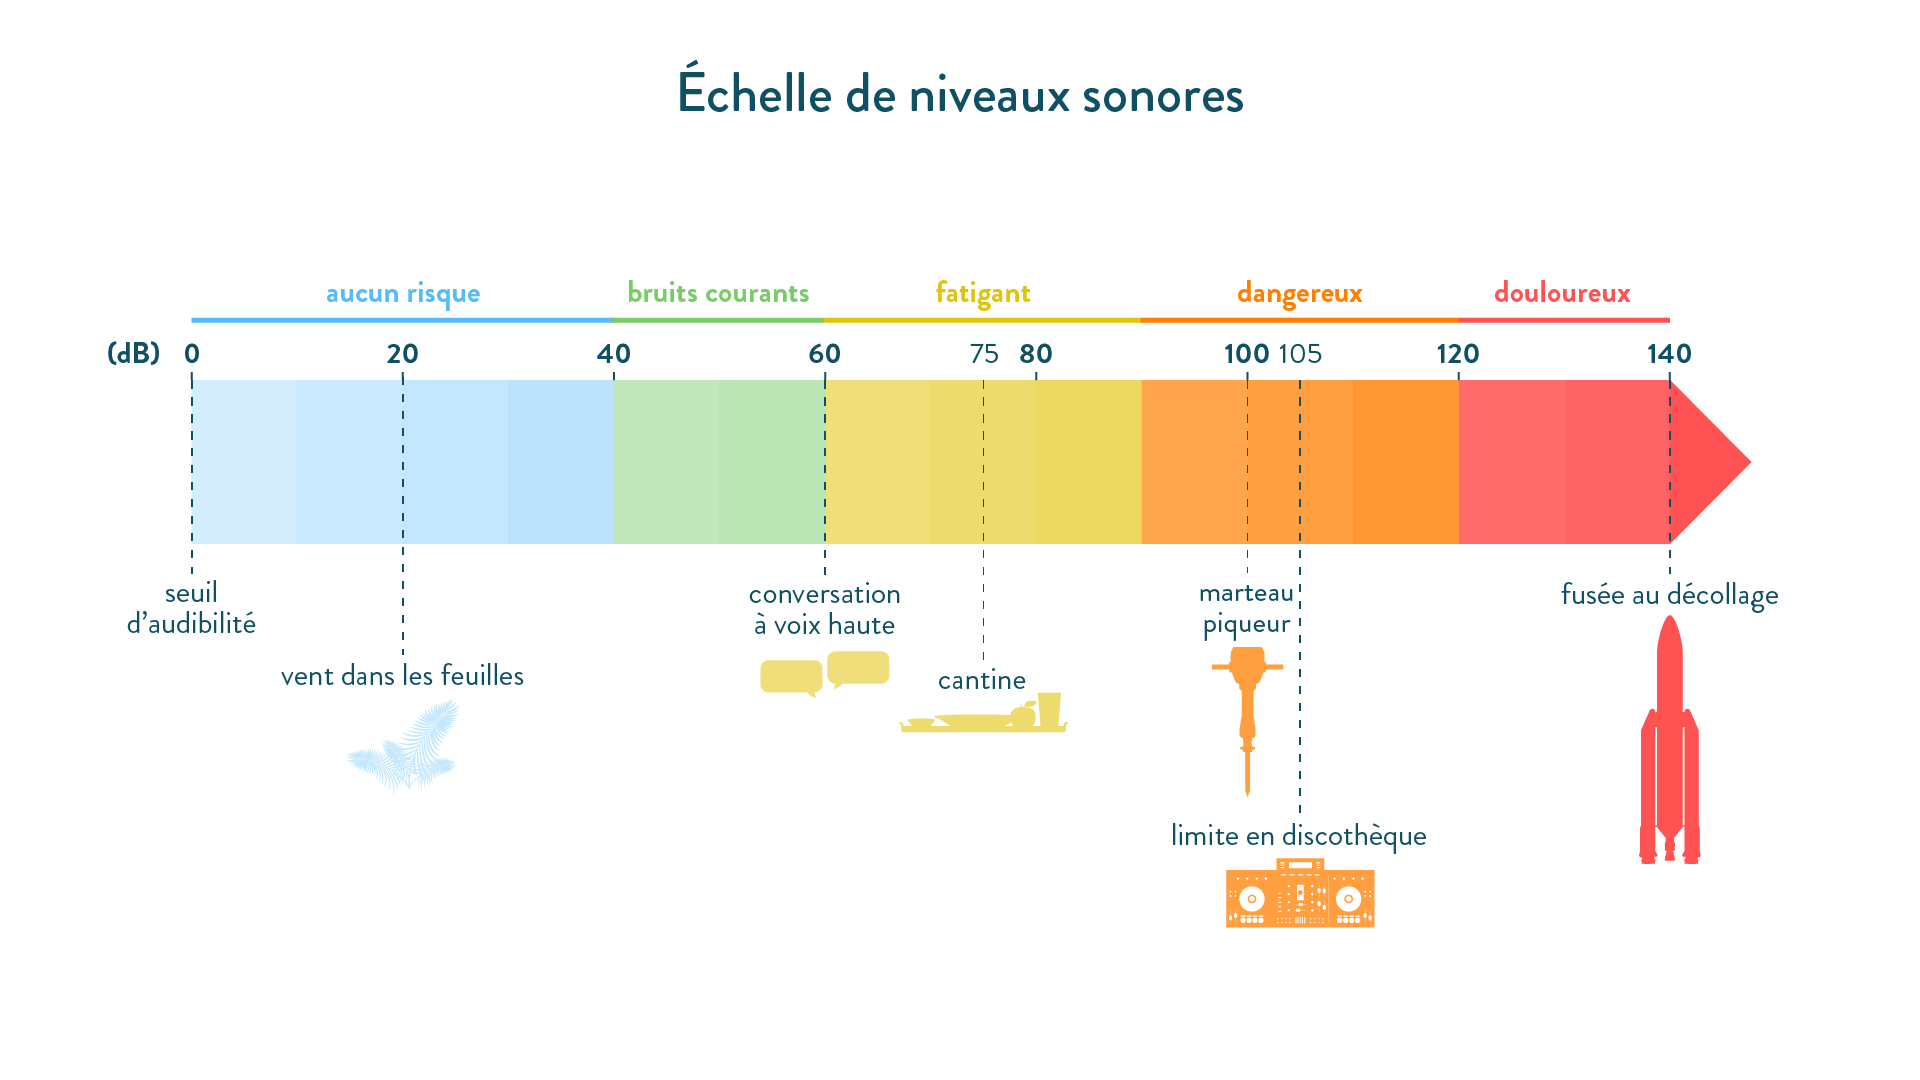 Échelle de niveaux sonores
aucun risque bruits courants fatigant dangereux douloureux
(dB) 0 20 40 60 75 80 100 105 120 140
seuil
d’audibilité
vent dans les feuilles
conversation
à voix haute
cantine
marteau
piqueur
limite en discothèque
fusée au décollage